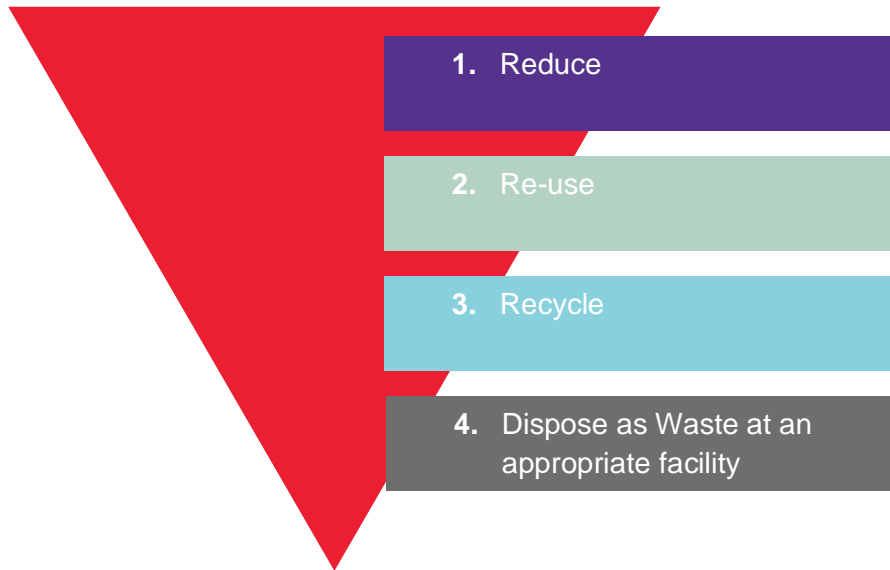 1. Reduce
2. Re-use
3. Recycle
4. Dispose as Waste at an
appropriate facility